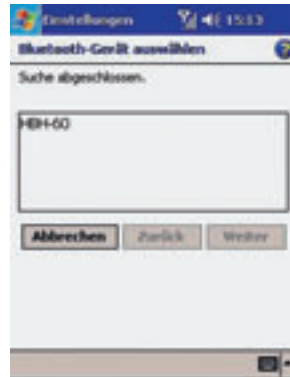 Einstellungen 15:13
Bluetooth-Gerät auswählen ?
Suche abgeschlossen.
HBH-60
Abbrechen Zurück Weiter